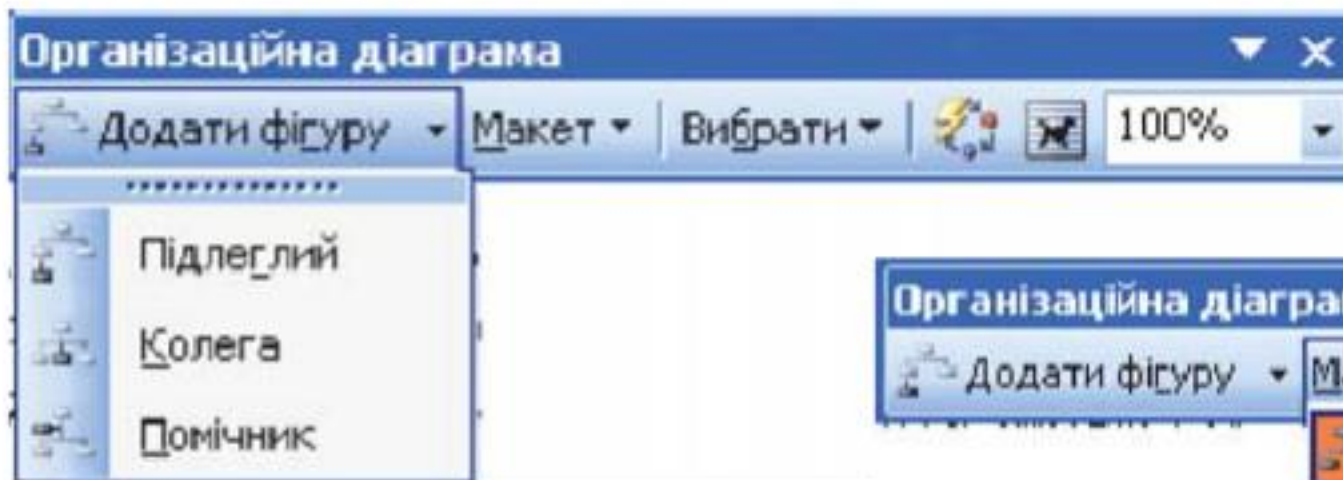 Організаційна діаграма
Додати фігуру Макет Вибрати 100%
Підлеглий
Колега
Помічник
Організаційна діагра
Додати фігуру